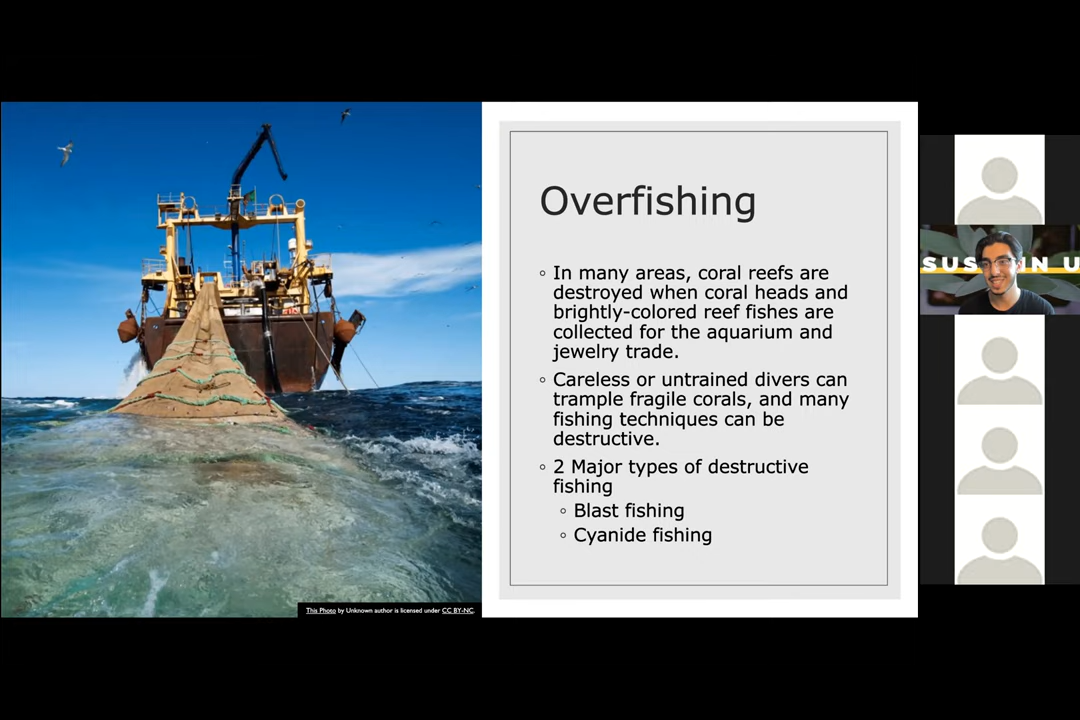 Overfishing
In many areas, coral reefs are
destroyed when coral heads and
brightly-colored reef fishes are
collected for the aquarium and
jewelry trade.
Careless or untrained divers can
trample fragile corals, and many
fishing techniques can be
destructive.
2 Major types of destructive
fishing
Blast fishing
Cyanide fishing
This Photo by Unknown author is licensed under CC BY-NC.